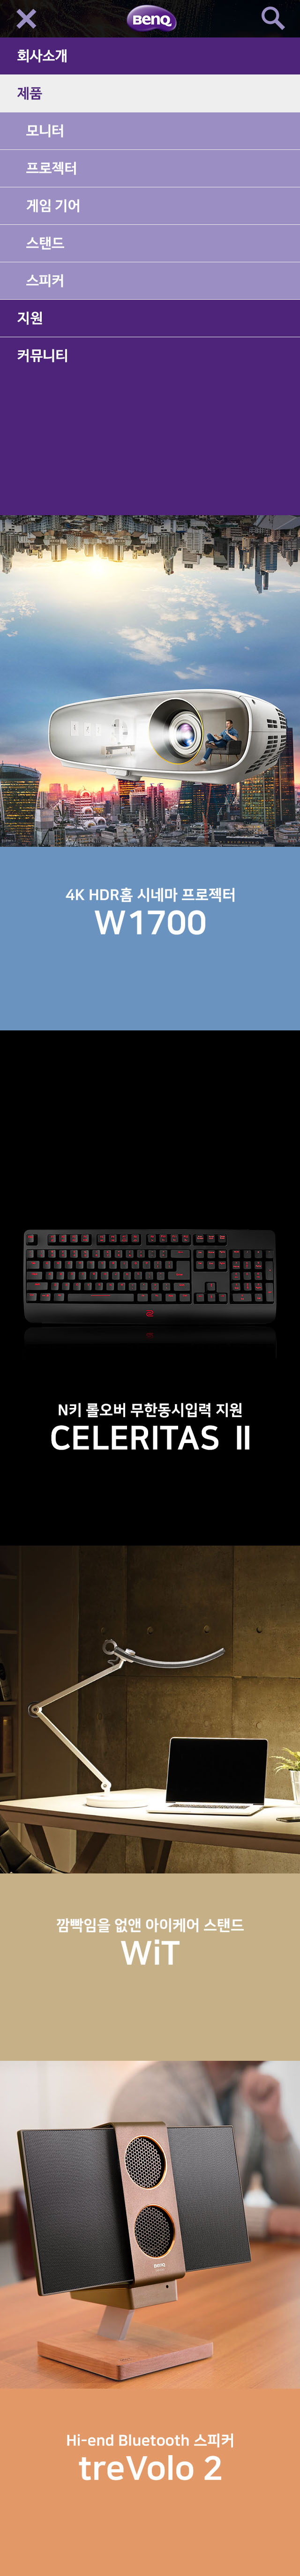 BenQ
회사소개
제품
모니터
프로젝터
게임 기어
스탠드
스피커
지원
커뮤니티
4K HDR홈 시네마 프로젝터
W1700
N키 롤오버 무한동시입력 지원
CELERITAS II
깜빡임을 없앤 아이케어 스탠드
WiT
BenQ
Hi-end Bluetooth 스피커
treVolo 2